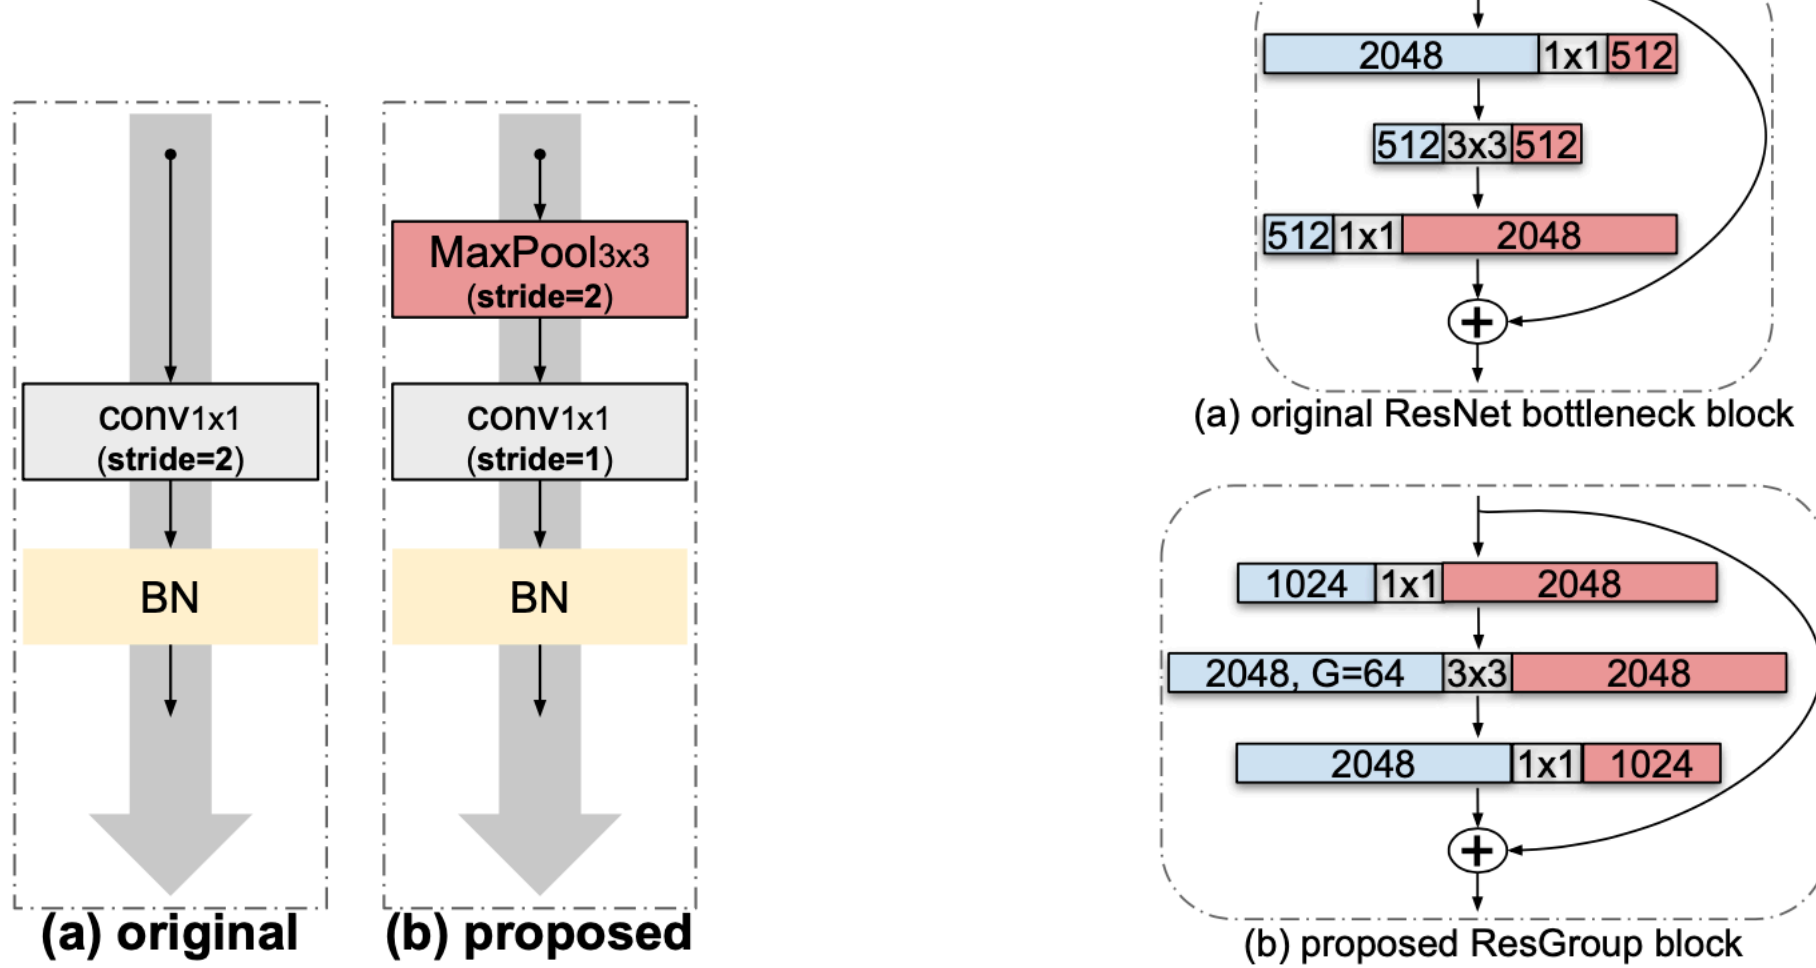 conv1x1
(stride=2)
BN
(a) original
MaxPool3x3
(stride=2)
conv1x1
(stride=1)
BN
(b) proposed
2048 1x1 512
512 3x3 512
512 1x1 2048
+
(a) original ResNet bottleneck block
1024 1x1 2048
2048, G=64 3x3 2048
2048 1x1 1024
+
(b) proposed ResGroup block